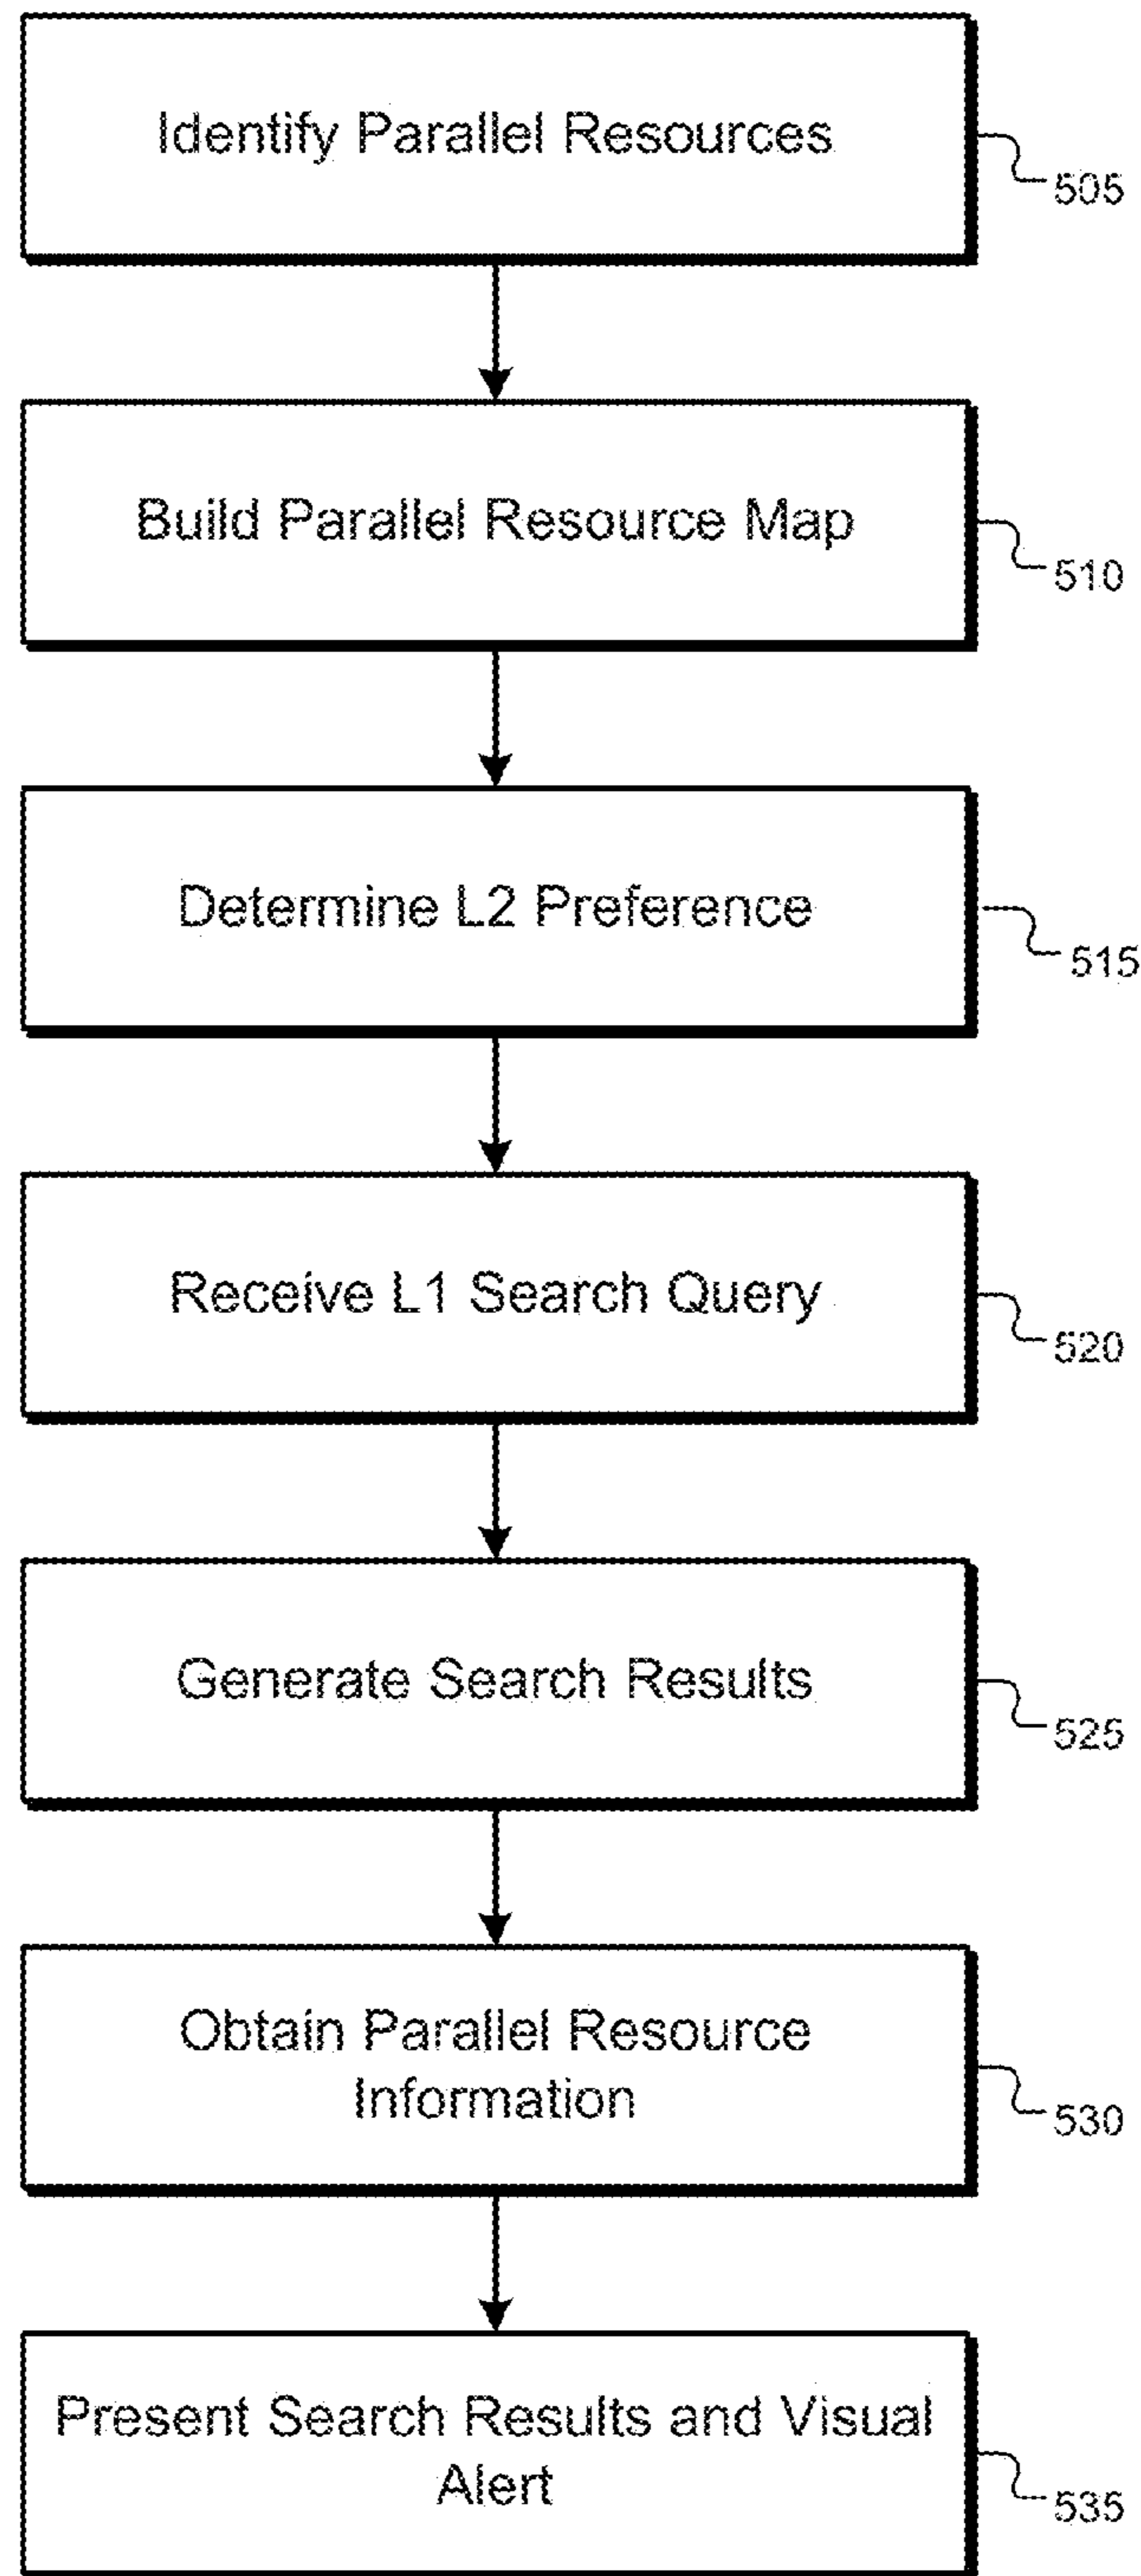 Identify Parallel Resources
505
Build Parallel Resource Map
510
Determine L2 Preference
515
Receive L1 Search Query
520
Generate Search Results
525
Obtain Parallel Resource
Information
530
Present Search Results and Visual
Alert
535